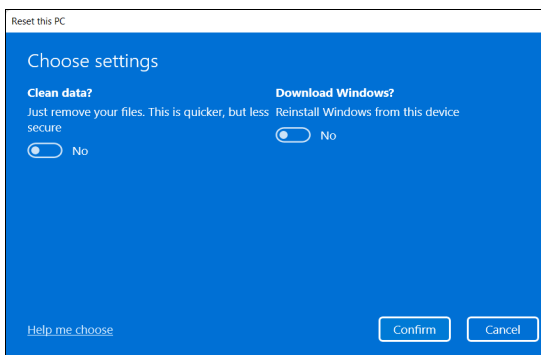 Reset this PC
Choose settings
Clean data?
Just remove your files. This is quicker, but less
secure
No
Download Windows?
Reinstall Windows from this device
No
Help me choose
Confirm
Cancel